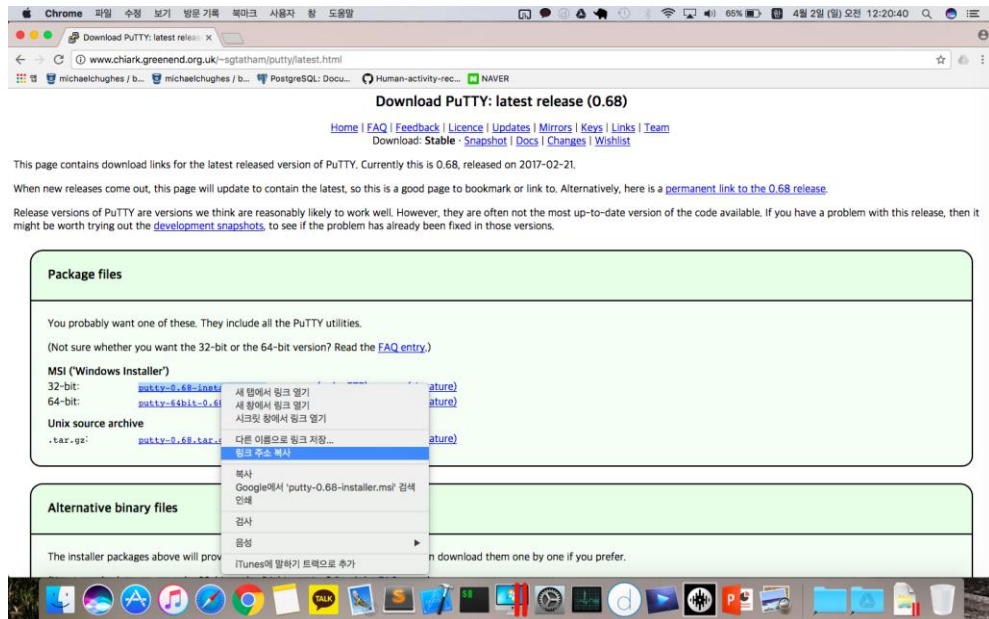 Chrome 파일 수정 보기 방문 기록 북마크 사용자 창 도움말 65% 4월 2일 (일) 오전 12:20:40
Download PuTTY: latest releas
www.chiark.greenend.org.uk/~sgtatham/putty/latest.html
앱 michaelchughes / b... michaelchughes / b... PostgreSQL: Docu... Human-activity-rec... NAVER
Download PuTTY: latest release (0.68)
Home | FAQ | Feedback | Licence | Updates | Mirrors | Keys | Links | Team
Download: Stable · Snapshot | Docs | Changes | Wishlist
This page contains download links for the latest released version of PuTTY. Currently this is 0.68, released on 2017-02-21.
When new releases come out, this page will update to contain the latest, so this is a good page to bookmark or link to. Alternatively, here is a permanent link to the 0.68 release.
Release versions of PuTTY are versions we think are reasonably likely to work well. However, they are often not the most up-to-date version of the code available. If you have a problem with this release, then it
might be worth trying out the development snapshots, to see if the problem has already been fixed in those versions.
Package files
You probably want one of these. They include all the PuTTY utilities.
(Not sure whether you want the 32-bit or the 64-bit version? Read the FAQ entry.)
MSI ('Windows Installer')
32-bit: putty-0.68-insta ature)
64-bit: putty-64bit-0.68 ature)
Unix source archive
.tar.gz: putty-0.68.tar.g ature)
새 탭에서 링크 열기
새 창에서 링크 열기
시크릿 창에서 링크 열기
다른 이름으로 링크 저장...
링크 주소 복사
복사
Google에서 'putty-0.68-installer.msi' 검색
인쇄
검사
음성
iTunes에 말하기 트랙으로 추가
Alternative binary files
The installer packages above will prov n download them one by one if you prefer.
TALK